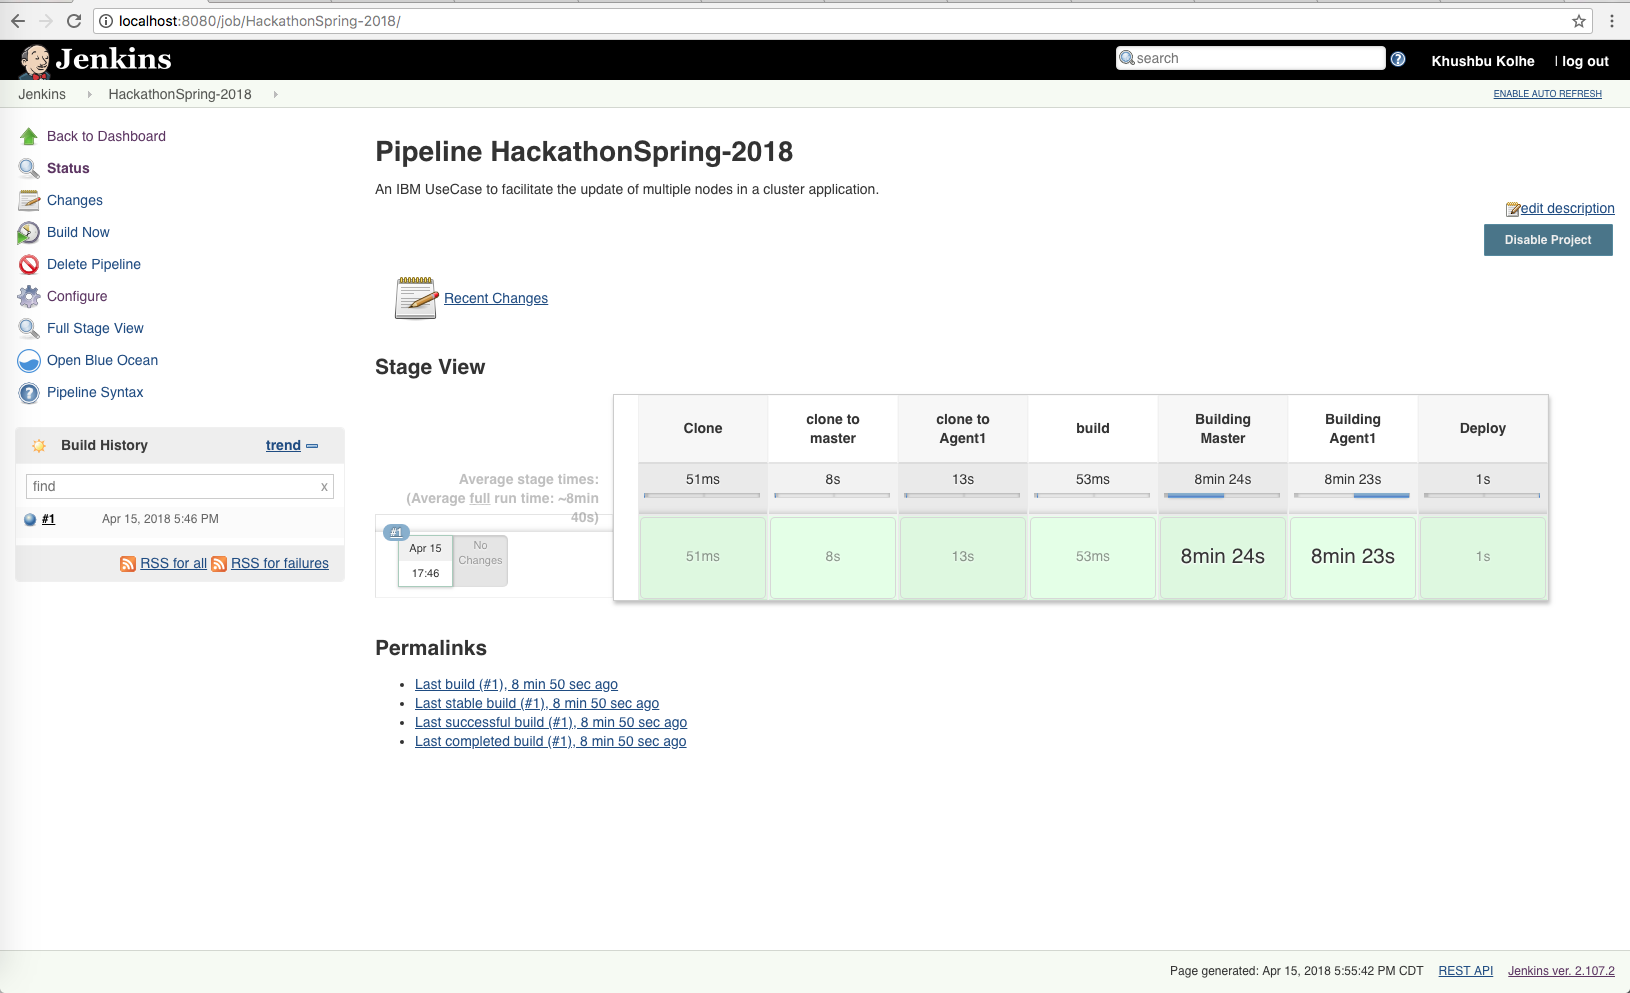 localhost:8080/job/HackathonSpring-2018/
Jenkins
search
Khushbu Kolhe
| log out
Jenkins
HackathonSpring-2018
ENABLE AUTO REFRESH
Back to Dashboard
Status
Changes
Build Now
Delete Pipeline
Configure
Full Stage View
Open Blue Ocean
Pipeline Syntax
Build History
trend
find
x
#1
Apr 15, 2018 5:46 PM
RSS for all
RSS for failures
Pipeline HackathonSpring-2018
An IBM UseCase to facilitate the update of multiple nodes in a cluster application.
edit description
Disable Project
Recent Changes
Stage View
Clone
clone to
master
clone to
Agent1
build
Building
Master
Building
Agent1
Deploy
Average stage times:
(Average full run time: ~8min
40s)
51ms
8s
13s
53ms
8min 24s
8min 23s
1s
#1
Apr 15
17:46
No
Changes
51ms
8s
13s
53ms
8min 24s
8min 23s
1s
Permalinks
Last build (#1), 8 min 50 sec ago
Last stable build (#1), 8 min 50 sec ago
Last successful build (#1), 8 min 50 sec ago
Last completed build (#1), 8 min 50 sec ago
Page generated: Apr 15, 2018 5:55:42 PM CDT
REST API
Jenkins ver. 2.107.2